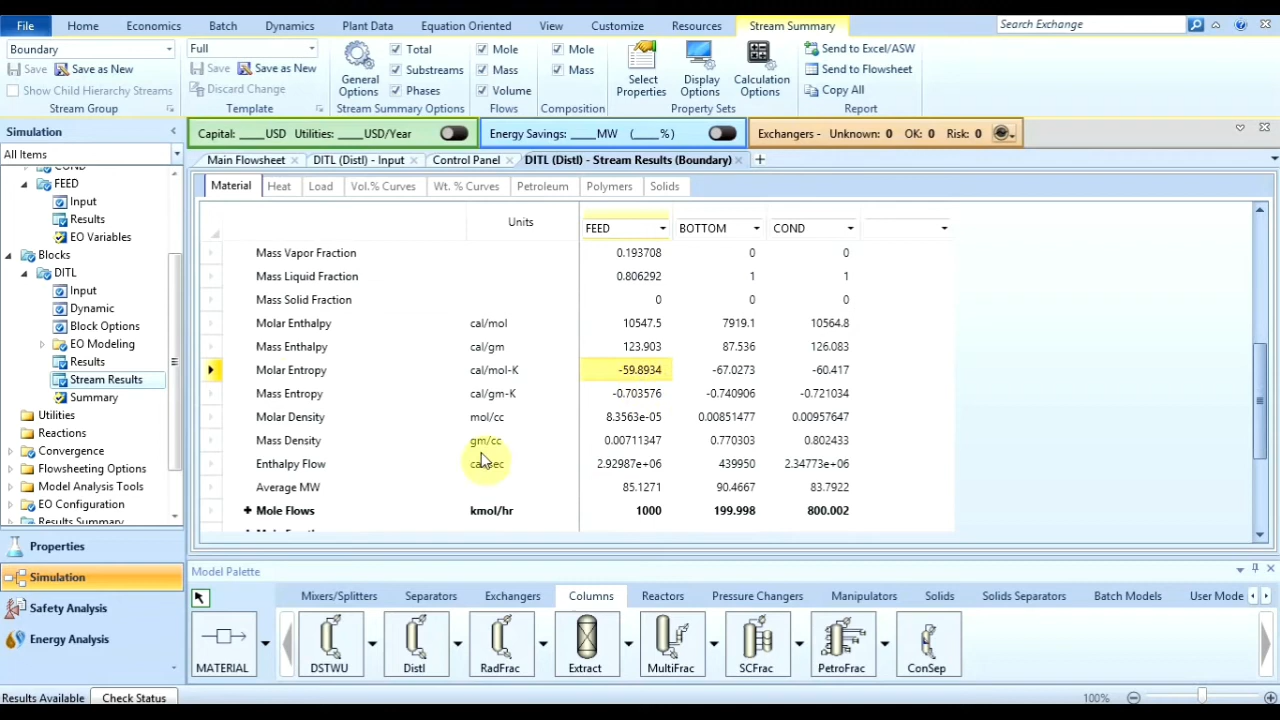 File Home Economics Batch Dynamics Plant Data Equation Oriented View Customize Resources Stream Summary Search Exchange
Boundary Full Total Mole Mole Send to Excel/ASW
Save Save as New Save Save as New Substreams Mass Mass Send to Flowsheet
Show Child Hierarchy Streams Discard Change General Options Phases Volume Select Properties Display Options Calculation Options Copy All
Stream Group Template Stream Summary Options Flows Composition Property Sets Report
Simulation Capital: ____USD Utilities: ____USD/Year Energy Savings: ____MW (____%) Exchangers - Unknown: 0 OK: 0 Risk: 0
All Items Main Flowsheet DITL (Distl) - Input Control Panel DITL (Distl) - Stream Results (Boundary)
Material Heat Load Vol.% Curves Wt. % Curves Petroleum Polymers Solids
FEED
Input
Results
EO Variables
Blocks
DITL
Input
Dynamic
Block Options
EO Modeling
Results
Stream Results
Summary
Utilities
Reactions
Convergence
Flowsheeting Options
Model Analysis Tools
EO Configuration
Results Summary
Properties
Simulation
Safety Analysis
Energy Analysis
Units FEED BOTTOM COND
Mass Vapor Fraction 0.193708 0 0
Mass Liquid Fraction 0.806292 1 1
Mass Solid Fraction 0 0 0
Molar Enthalpy cal/mol 10547.5 7919.1 10564.8
Mass Enthalpy cal/gm 123.903 87.536 126.083
Molar Entropy cal/mol-K -59.8934 -67.0273 -60.417
Mass Entropy cal/gm-K -0.703576 -0.740906 -0.721034
Molar Density mol/cc 8.3563e-05 0.00851477 0.00957647
Mass Density gm/cc 0.00711347 0.770303 0.802433
Enthalpy Flow cal/sec 2.92987e+06 439950 2.34773e+06
Average MW 85.1271 90.4667 83.7922
+ Mole Flows kmol/hr 1000 199.998 800.002
Model Palette
Mixers/Splitters Separators Exchangers Columns Reactors Pressure Changers Manipulators Solids Solids Separators Batch Models User Mode
MATERIAL DSTWU Distl RadFrac Extract MultiFrac SCFrac PetroFrac ConSep
Results Available Check Status 100%